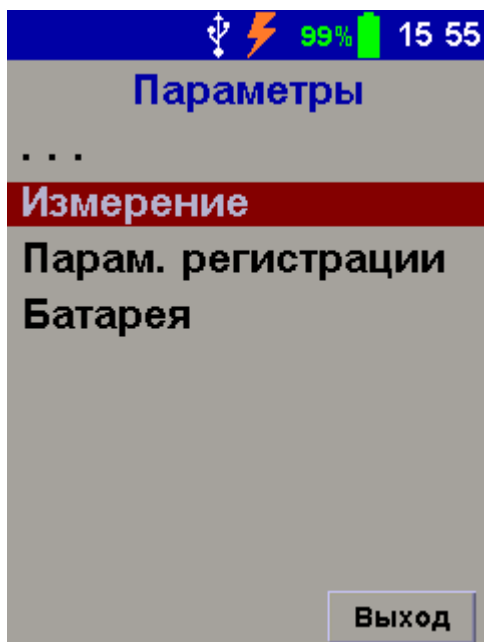 99% 15 55
Параметры
. . .
Измерение
Парам. регистрации
Батарея
Выход